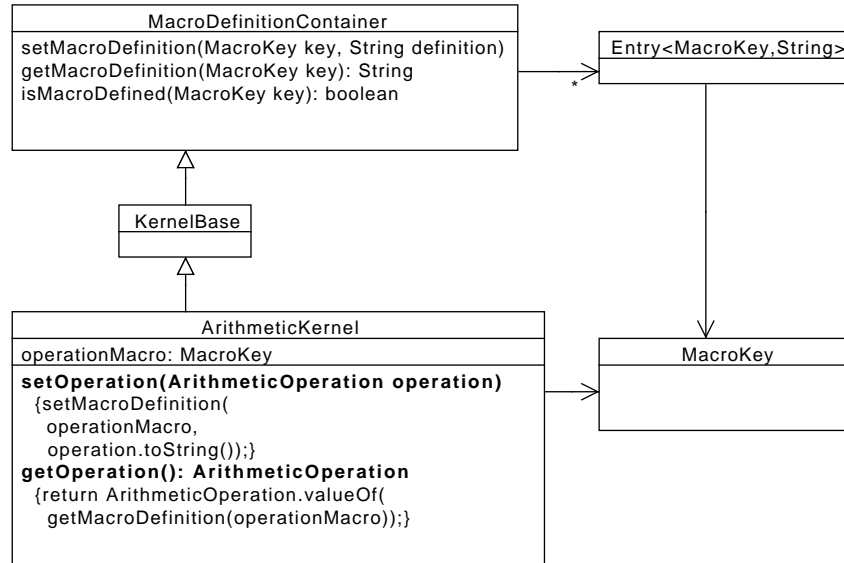 MacroDefinitionContainer
setMacroDefinition(MacroKey key, String definition)
getMacroDefinition(MacroKey key): String
isMacroDefined(MacroKey key): boolean
*
Entry<MacroKey,String>
KernelBase
ArithmeticKernel
operationMacro: MacroKey
setOperation(ArithmeticOperation operation)
{setMacroDefinition(
operationMacro,
operation.toString());}
getOperation(): ArithmeticOperation
{return ArithmeticOperation.valueOf(
getMacroDefinition(operationMacro));}
MacroKey